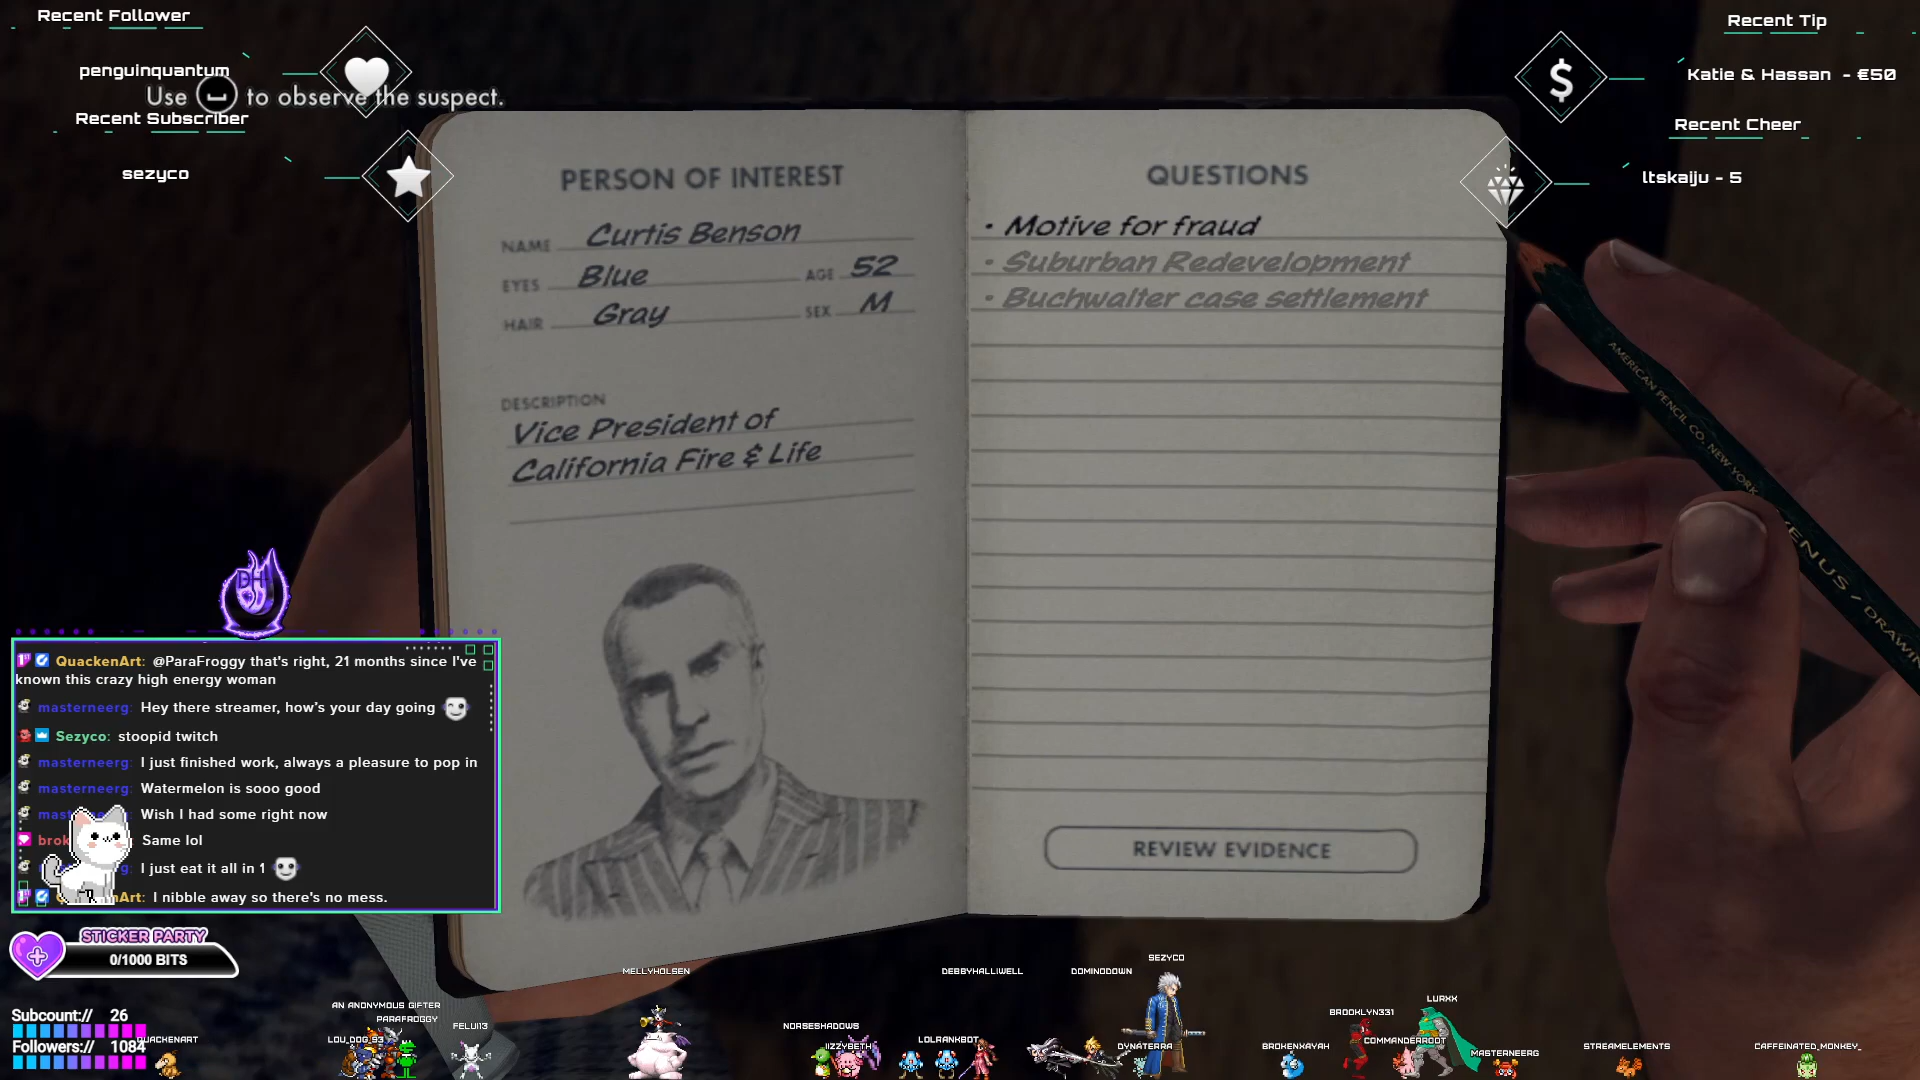 Recent Follower
penguinquantum
Use to observe the suspect.
Recent Subscriber
sezyco
Recent Tip
Katie & Hassan - €50
Recent Cheer
ltskaiju - 5
PERSON OF INTEREST
NAME Curtis Benson
EYES Blue AGE 52
HAIR Gray SEX M
DESCRIPTION
Vice President of
California Fire & Life
QUESTIONS
• Motive for fraud
• Suburban Redevelopment
• Buchwalter case settlement
REVIEW EVIDENCE
AMERICAN PENCIL CO. NEW YORK
VENUS / DRAWIN
DH
QuackenArt: @ParaFroggy that's right, 21 months since I've
known this crazy high energy woman
masterneerg: Hey there streamer, how's your day going
Sezyco: stoopid twitch
masterneerg: I just finished work, always a pleasure to pop in
masterneerg: Watermelon is sooo good
Wish I had some right now
Same lol
I just eat it all in 1
I nibble away so there's no mess.
STICKER PARTY
0/1000 BITS
Subcount:// 26
Followers:// 1084
QUACKENART
AN ANONYMOUS GIFTER
PARAFROGGY
LOU_DOG_93
FELUI13
MELLYHOLSEN
NORSESHADOWS
IIZZYBETH
DEBBYHALLIWELL
LOLRANKBOT
DOMINODOWN
DYNATERRA
SEZYCO
BROKENKAYAH
BROOKLYN331
COMMANDERROOT
LURXX
MASTERNEERG
STREAMELEMENTS
CAFFEINATED_MONKEY_